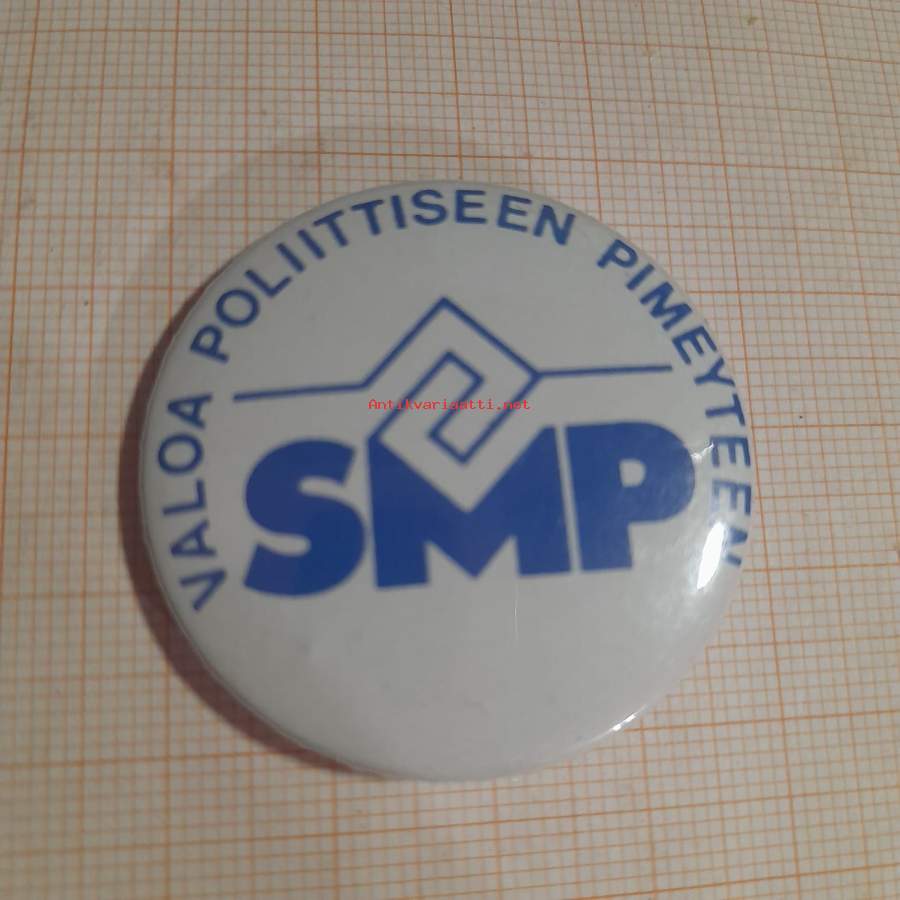 VALOA POLIITTISEEN PIMEYTEEN
Antikvariaatti.net
SMP